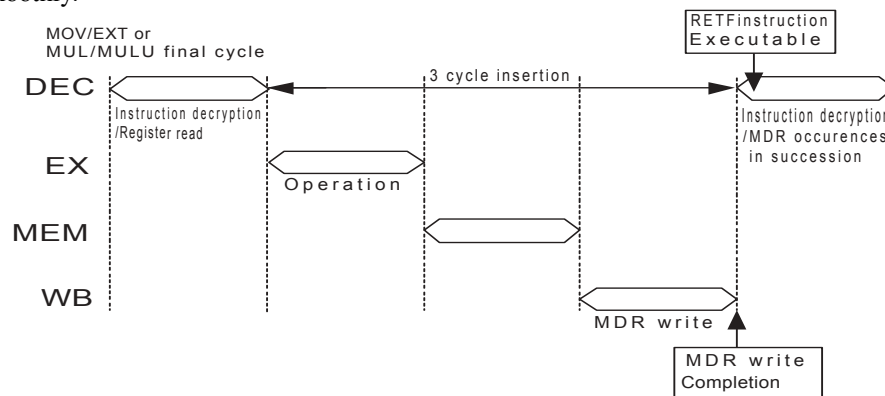 MOV/EXT or
MUL/MULU final cycle
RETFinstruction
Executable
DEC
3 cycle insertion
Instruction decryption
/Register read
Instruction decryption
/MDR occurences
in succession
EX
Operation
MEM
WB
MDR write
MDR write
Completion